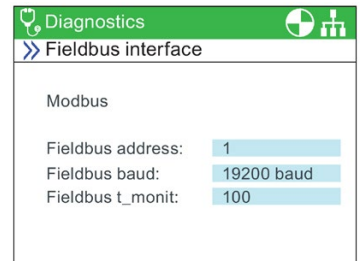 Diagnostics
Fieldbus interface
Modbus
Fieldbus address: 1
Fieldbus baud: 19200 baud
Fieldbus t_monit: 100